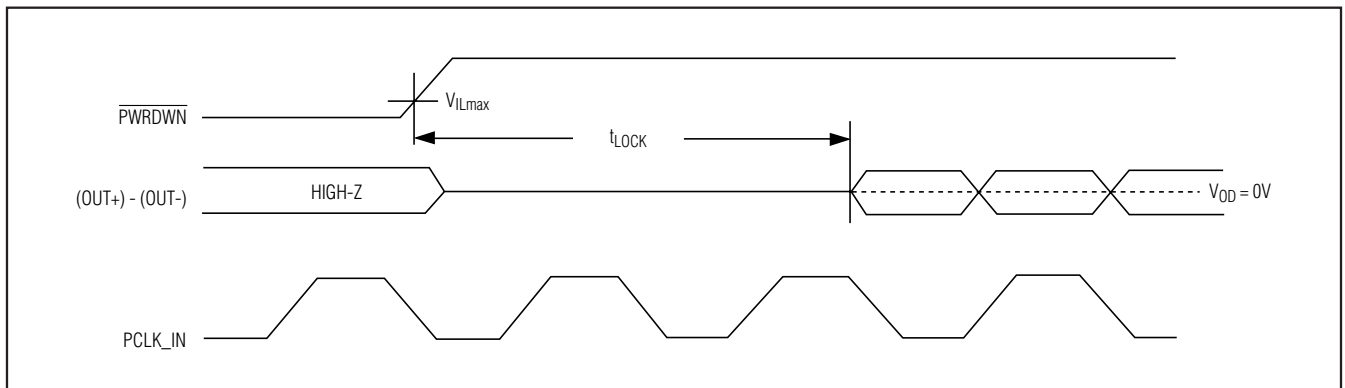 PWRDWN
VILmax
tLOCK
(OUT+) - (OUT-)
HIGH-Z
VOD = 0V
PCLK_IN